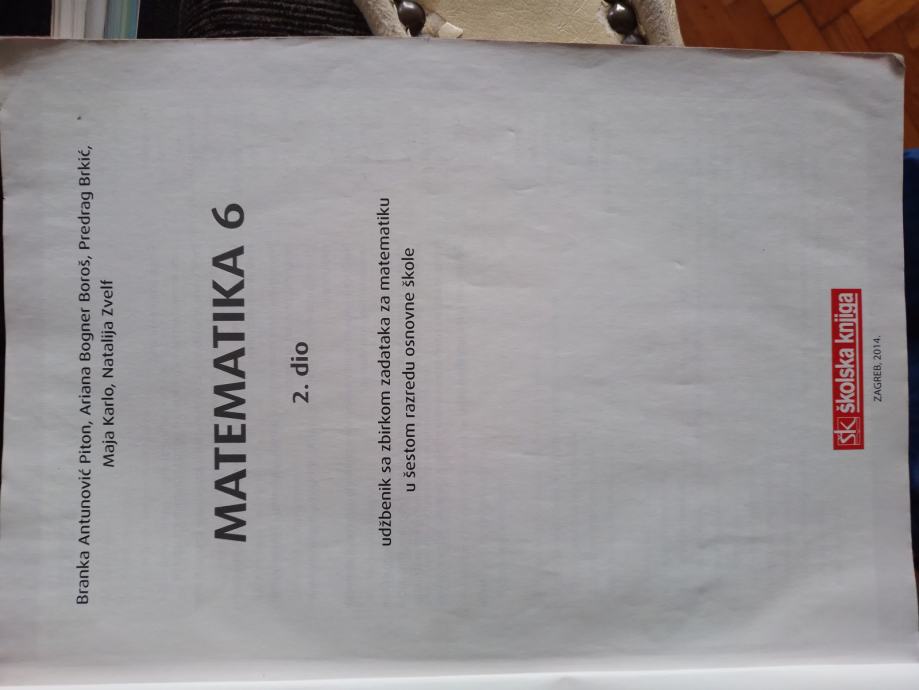 Branka Antunović Piton, Ariana Bogner Boroš, Predrag Brkić,
Maja Karlo, Natalija Zvelf
MATEMATIKA 6
2. dio
udžbenik sa zbirkom zadataka za matematiku
u šestom razredu osnovne škole
šk školska knjiga
ZAGREB, 2014.